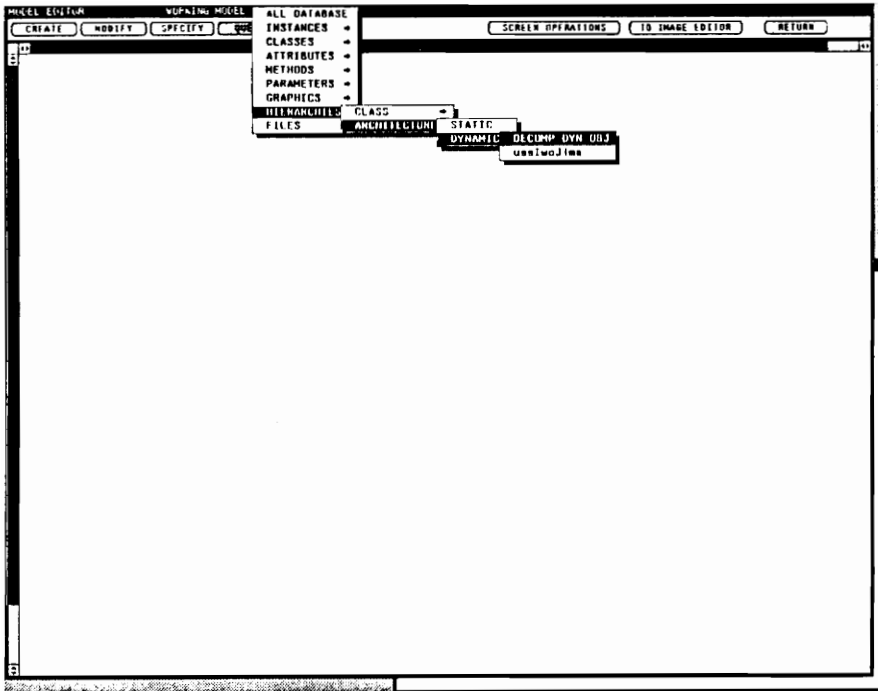 MODEL EDITOR WORKING MODEL
CREATE MODIFY SPECIFY SCREEN OPERATIONS TO IMAGE EDITOR RETURN
ALL DATABASE
INSTANCES
CLASSES
ATTRIBUTES
METHODS
PARAMETERS
GRAPHICS
HIERARCHIES
FILES
CLASS
ARCHITECTURE
STATIC
DYNAMIC
DECOMP DYN OBJ
ussIwoJima